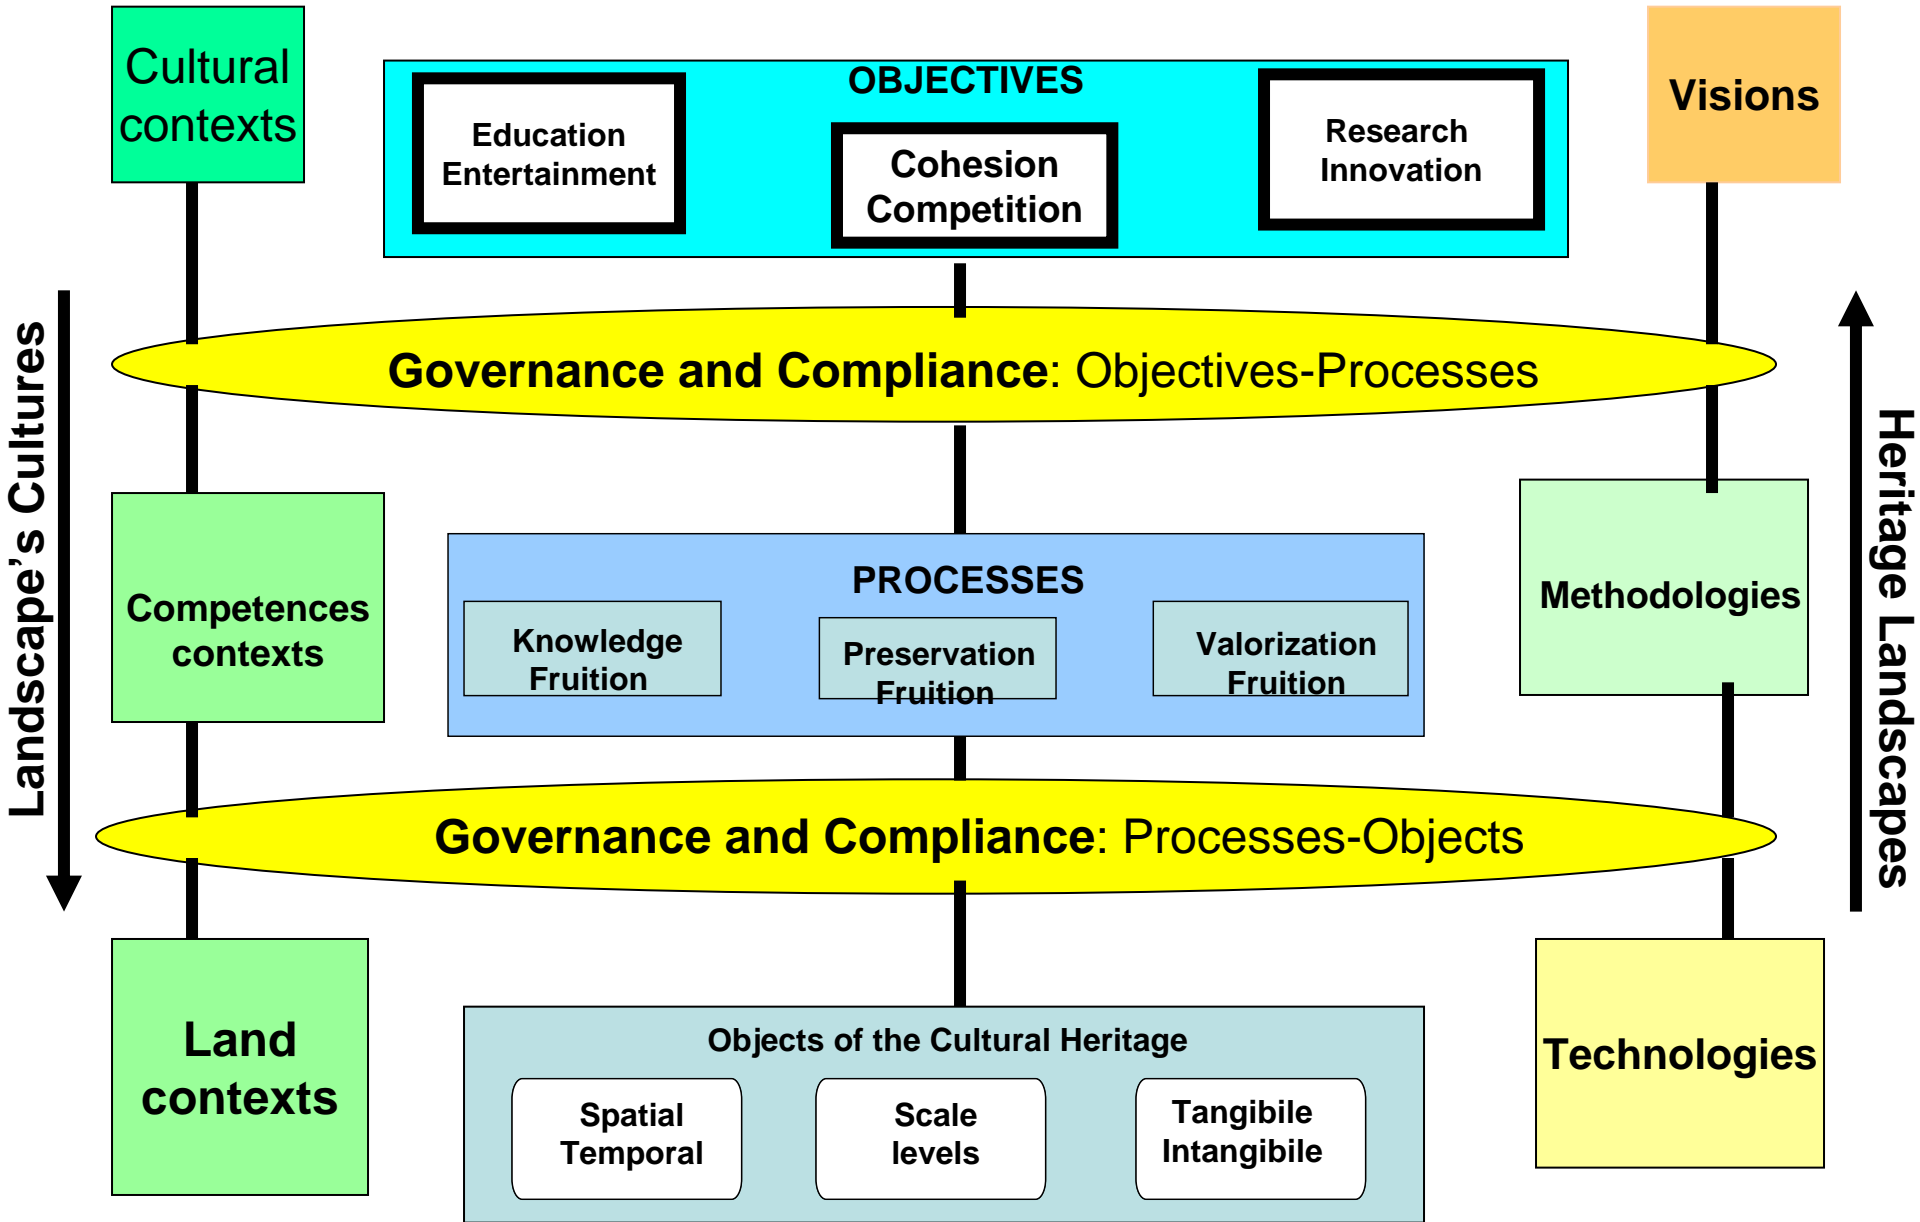 Cultural
contexts
OBJECTIVES
Education
Entertainment
Cohesion
Competition
Research
Innovation
Visions
Landscape's Cultures
Governance and Compliance: Objectives-Processes
Heritage Landscapes
Competences
contexts
PROCESSES
Knowledge
Fruition
Preservation
Fruition
Valorization
Fruition
Methodologies
Governance and Compliance: Processes-Objects
Land
contexts
Objects of the Cultural Heritage
Spatial
Temporal
Scale
levels
Tangibile
Intangibile
Technologies